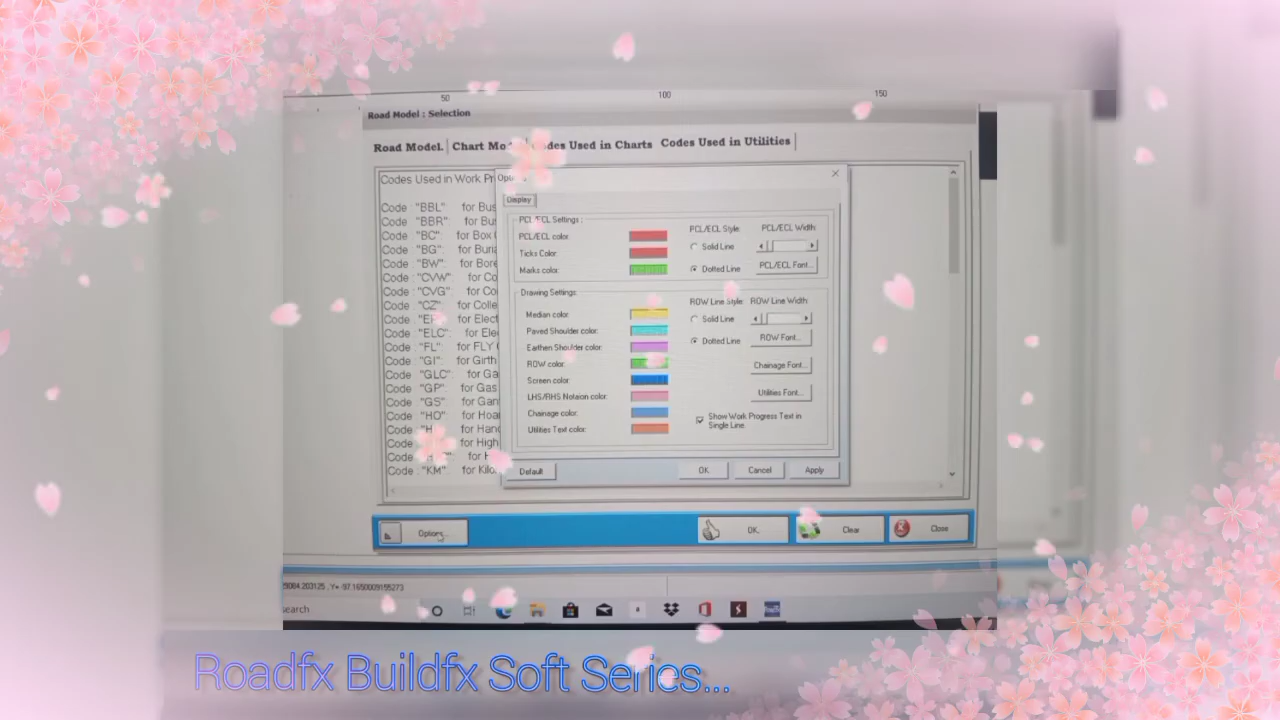 50 100 150
Road Model : Selection
Road Model. Chart Mo des Used in Charts Codes Used in Utilities
Codes Used in Work Pr
Code : "BBL": for Bus
Code : "BBR": for Bu
Code : "BC": for Box
Code : "BG": for Buria
Code : "BW": for Bore
Code : "CVW": for Co
Code : "CVG": for Co
Code : "CZ": for Colle
Code : for Elect
Code : "ELC": for Ele
Code : "FL": for FLY
Code : "GI": for Girth
Code : "GLC": for Ga
Code : "GP": for Gas
Code : "GS": for Gan
Code : "HO": for Hoa
Code : for Hand
Code : for High
Code :
Code : "KM": for Kilo
Display
PCL/ECL Settings :
PCL/ECL color:
Ticks Color:
Marks color:
PCL/ECL Style:
Solid Line
Dotted Line
PCL/ECL Width:
PCL/ECL Font...
Drawing Settings:
Median color:
Paved Shoulder color:
Earthen Shoulder color:
ROW color:
Screen color:
LHS/RHS Notaion color:
Chainage color:
Utilities Text color:
ROW Line Style:
Solid Line
Dotted Line
ROW Line Width:
ROW Font...
Chainage Font...
Utilities Font...
Show Work Progress Text in
Single Line.
Default OK Cancel Apply
Options... OK. Clear Close
9084.203125 ,Y=-97.1650009155273
search
Roadfx Buildfx Soft Series...